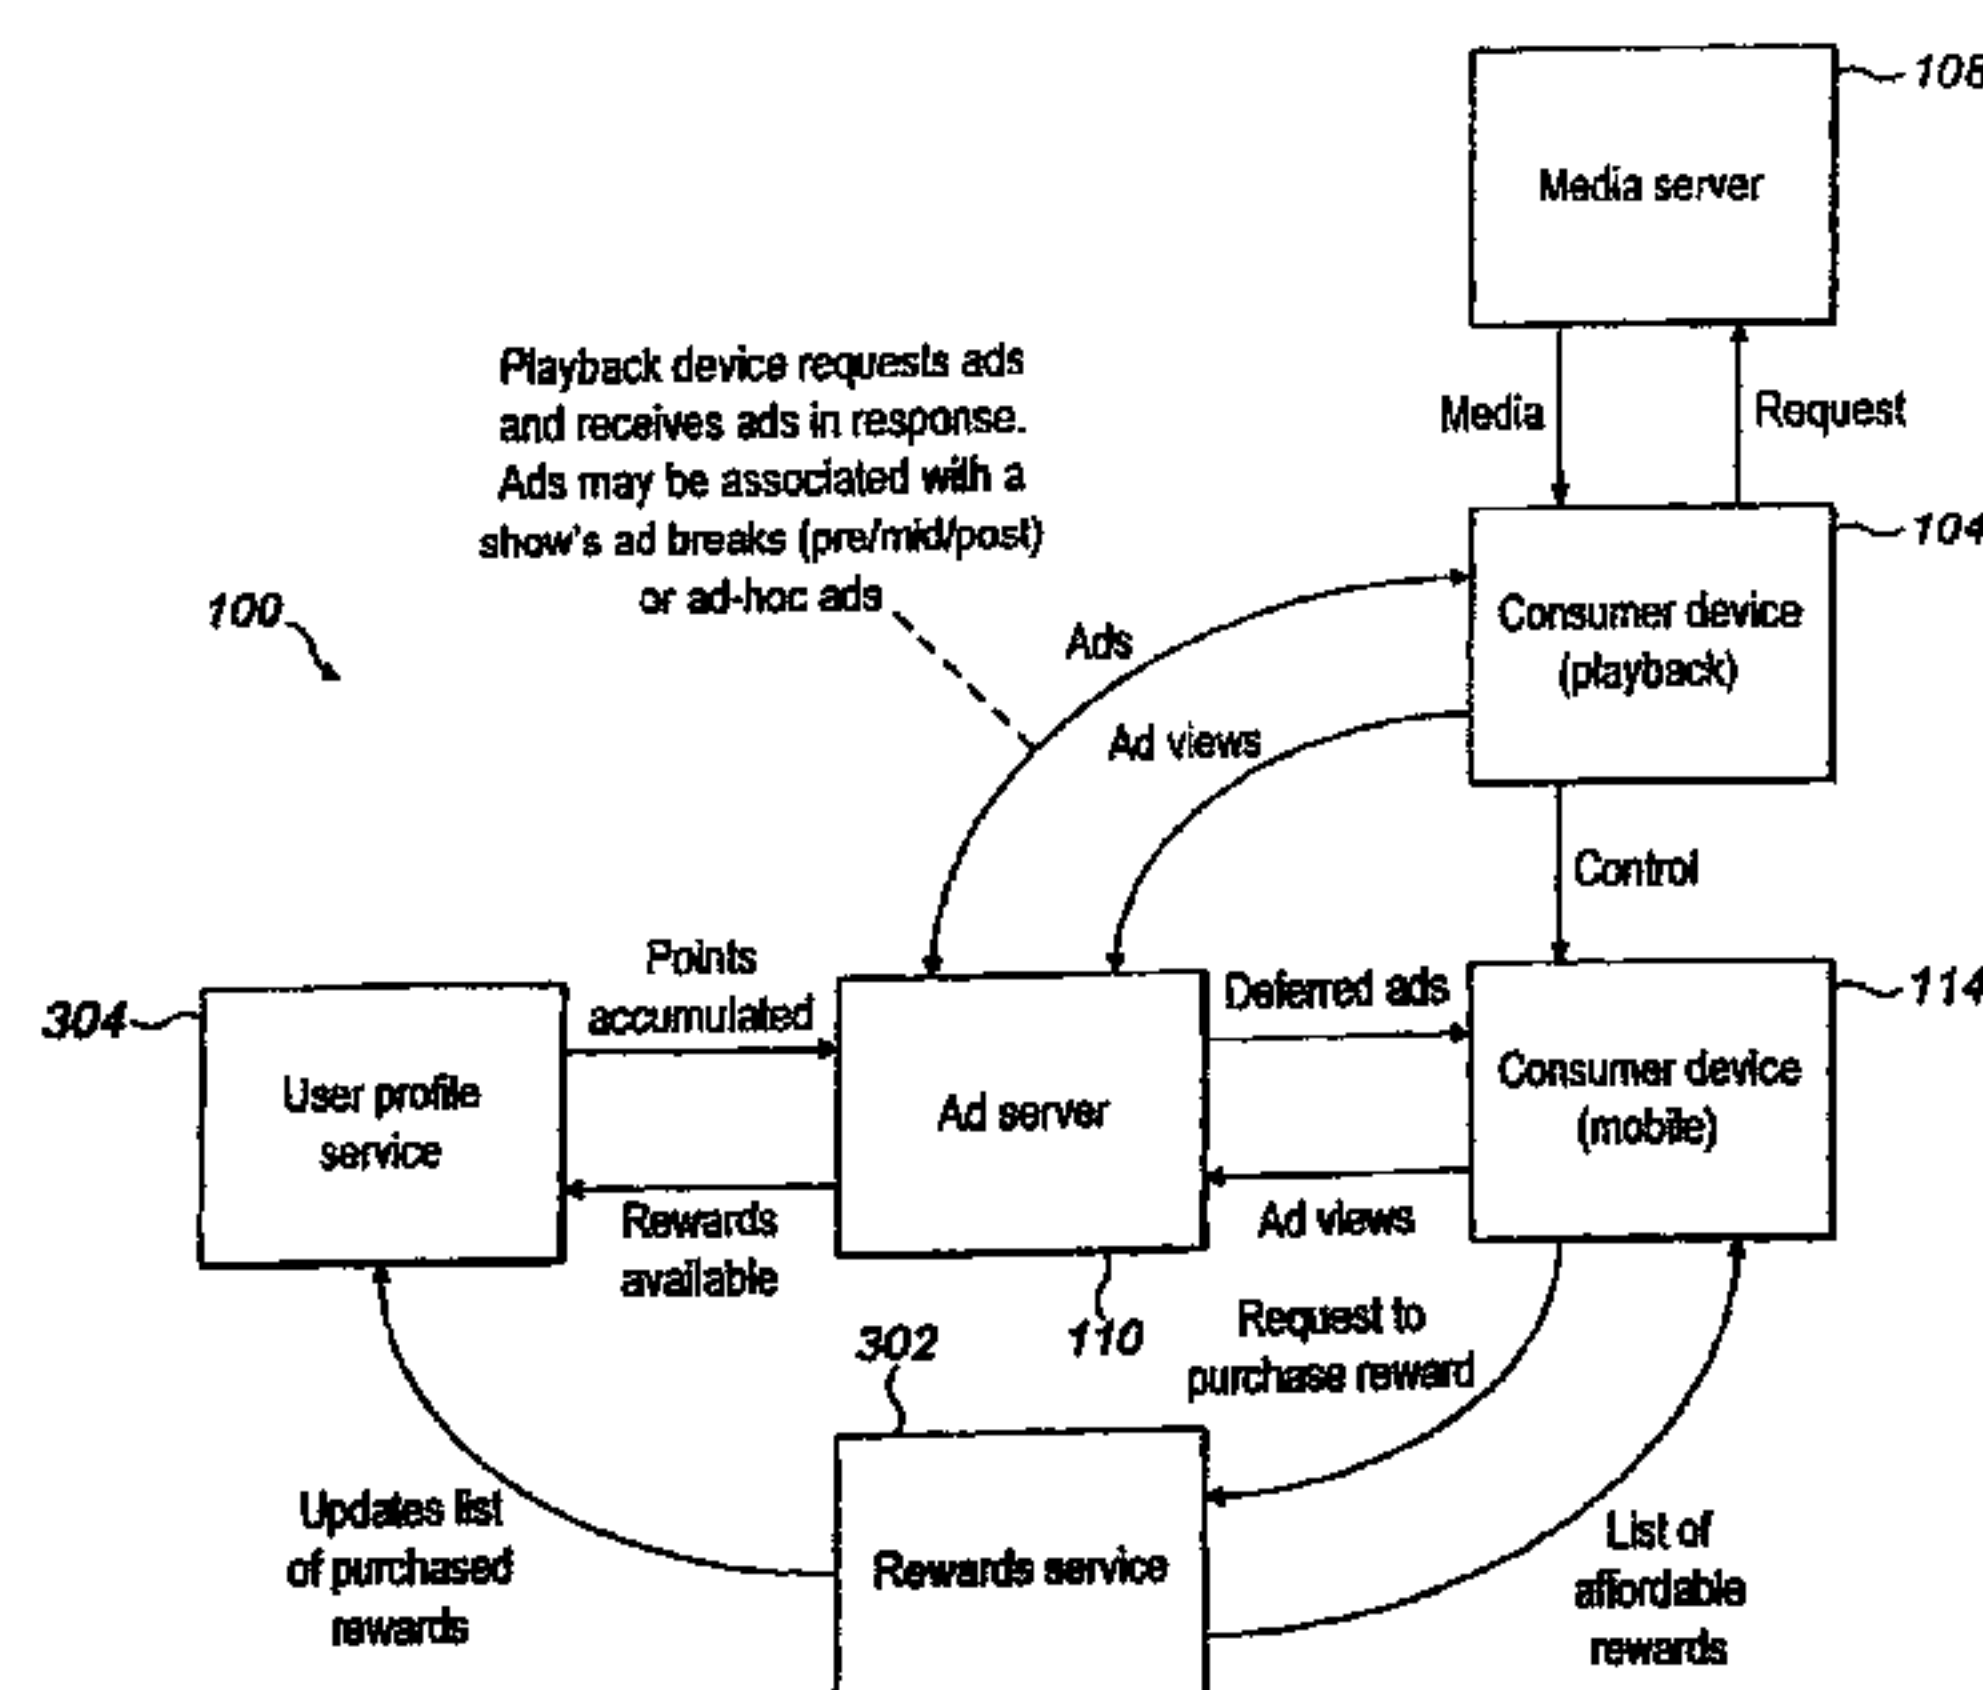 108
Media server
Media
Request
Playback device requests ads
and receives ads in response.
Ads may be associated with a
show's ad breaks (pre/mid/post)
or ad-hoc ads
104
Consumer device
(playback)
100
Ads
Ad views
Control
Points
accumulated
Deferred ads
114
304
User profile
service
Ad server
Consumer device
(mobile)
Rewards
available
Ad views
110
302
Request to
purchase reward
Updates list
of purchased
rewards
Rewards service
List of
affordable
rewards